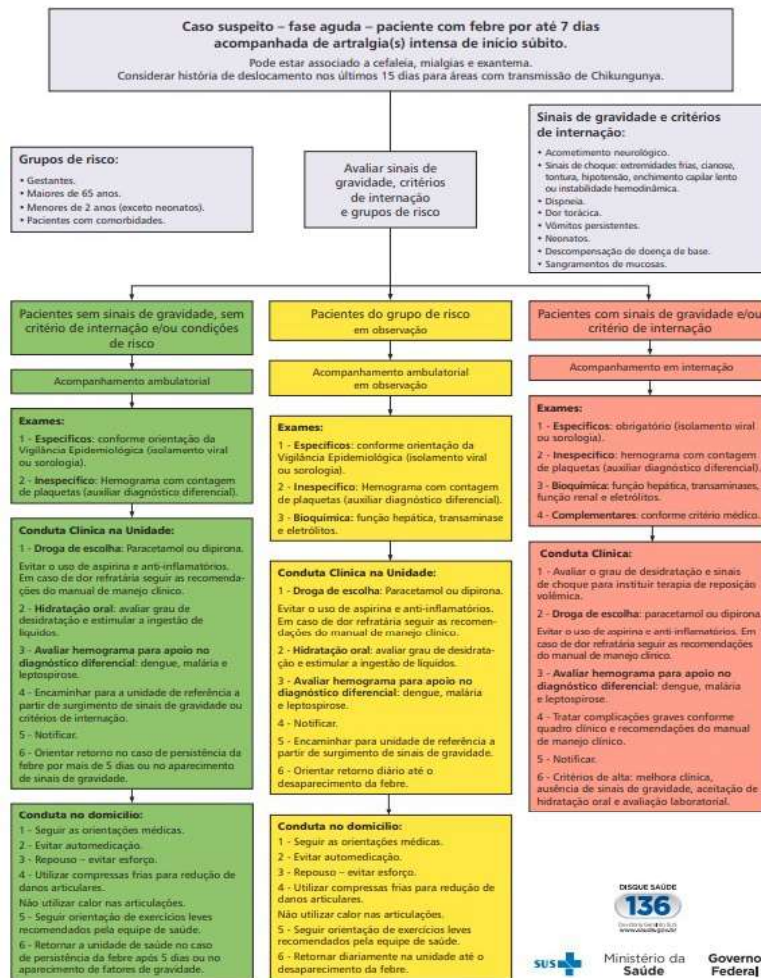 Caso suspeito – fase aguda – paciente com febre por até 7 dias
acompanhada de artralgia(s) intensa de início súbito.
Pode estar associado a cefaleia, mialgias e exantema.
Considerar história de deslocamento nos últimos 15 dias para áreas com transmissão de Chikungunya.
Grupos de risco:
• Gestantes.
• Maiores de 65 anos.
• Menores de 2 anos (exceto neonatos).
• Pacientes com comorbidades.
Avaliar sinais de
gravidade, critérios
de internação
e grupos de risco
Sinais de gravidade e critérios
de internação:
• Acometimento neurológico.
• Sinais de choque: extremidades frias, cianose,
tontura, hipotensão, enchimento capilar lento
ou instabilidade hemodinâmica.
• Dispneia.
• Dor torácica.
• Vômitos persistentes.
• Neonatos.
• Descompensação de doença de base.
• Sangramentos de mucosas.
Pacientes sem sinais de gravidade, sem
critério de internação e/ou condições
de risco
Acompanhamento ambulatorial
Exames:
1 - Específicos: conforme orientação da
Vigilância Epidemiológica (isolamento viral
ou sorologia).
2 - Inespecífico: Hemograma com contagem
de plaquetas (auxiliar diagnóstico diferencial).
Conduta Clínica na Unidade:
1 - Droga de escolha: Paracetamol ou dipirona.
Evitar o uso de aspirina e anti-inflamatórios.
Em caso de dor refratária seguir as recomenda-
ções do manual de manejo clínico.
2 - Hidratação oral: avaliar grau de
desidratação e estimular a ingestão de
líquidos.
3 - Avaliar hemograma para apoio no
diagnóstico diferencial: dengue, malária e
leptospirose.
4 - Encaminhar para a unidade de referência a
partir de surgimento de sinais de gravidade ou
critérios de internação.
5 - Notificar.
6 - Orientar retorno no caso de persistência da
febre por mais de 5 dias ou no aparecimento
de sinais de gravidade.
Conduta no domicílio:
1 - Seguir as orientações médicas.
2 - Evitar automedicação.
3 - Repouso – evitar esforço.
4 - Utilizar compressas frias para redução de
danos articulares.
Não utilizar calor nas articulações.
5 - Seguir orientação de exercícios leves
recomendados pela equipe de saúde.
6 - Retornar a unidade de saúde no caso
de persistência da febre após 5 dias ou no
aparecimento de fatores de gravidade.
Pacientes do grupo de risco
em observação
Acompanhamento ambulatorial
em observação
Exames:
1 - Específicos: conforme orientação da
Vigilância Epidemiológica (isolamento viral
ou sorologia).
2 - Inespecífico: Hemograma com contagem
de plaquetas (auxiliar diagnóstico diferencial).
3 - Bioquímica: função hepática, transaminase
e eletrólitos.
Conduta Clínica na Unidade:
1 - Droga de escolha: Paracetamol ou dipirona.
Evitar o uso de aspirina e anti-inflamatórios.
Em caso de dor refratária seguir as recomen-
dações do manual de manejo clínico.
2 - Hidratação oral: avaliar grau de desidrata-
ção e estimular a ingestão de líquidos.
3 - Avaliar hemograma para apoio no
diagnóstico diferencial: dengue, malária
e leptospirose.
4 - Notificar.
5 - Encaminhar para unidade de referência a
partir de surgimento de sinais de gravidade.
6 - Orientar retorno diário até o
desaparecimento da febre.
Conduta no domicílio:
1 - Seguir as orientações médicas.
2 - Evitar automedicação.
3 - Repouso – evitar esforço.
4 - Utilizar compressas frias para redução de
danos articulares.
Não utilizar calor nas articulações.
5 - Seguir orientação de exercícios leves
recomendados pela equipe de saúde.
6 - Retornar diariamente na unidade até o
desaparecimento da febre.
Pacientes com sinais de gravidade e/ou
critério de internação
Acompanhamento em internação
Exames:
1 - Específicos: obrigatório (isolamento viral
ou sorologia).
2 - Inespecífico: hemograma com contagem
de plaquetas (auxiliar diagnóstico diferencial).
3 - Bioquímica: função hepática, transaminases,
função renal e eletrólitos.
4 - Complementares: conforme critério médico.
Conduta Clínica:
1 - Avaliar o grau de desidratação e sinais
de choque para instituir terapia de reposição
volêmica.
2 - Droga de escolha: paracetamol ou dipirona.
Evitar o uso de aspirina e anti-inflamatórios. Em
caso de dor refratária seguir as recomendações
do manual de manejo clínico.
3 - Avaliar hemograma para apoio no
diagnóstico diferencial: dengue, malária
e leptospirose.
4 - Tratar complicações graves conforme
quadro clínico e recomendações do manual
de manejo clínico.
5 - Notificar.
6 - Critérios de alta: melhora clínica,
ausência de sinais de gravidade, aceitação de
hidratação oral e avaliação laboratorial.
DISQUE SAÚDE
136
SUS
Ministério da
Saúde
Governo
Federal